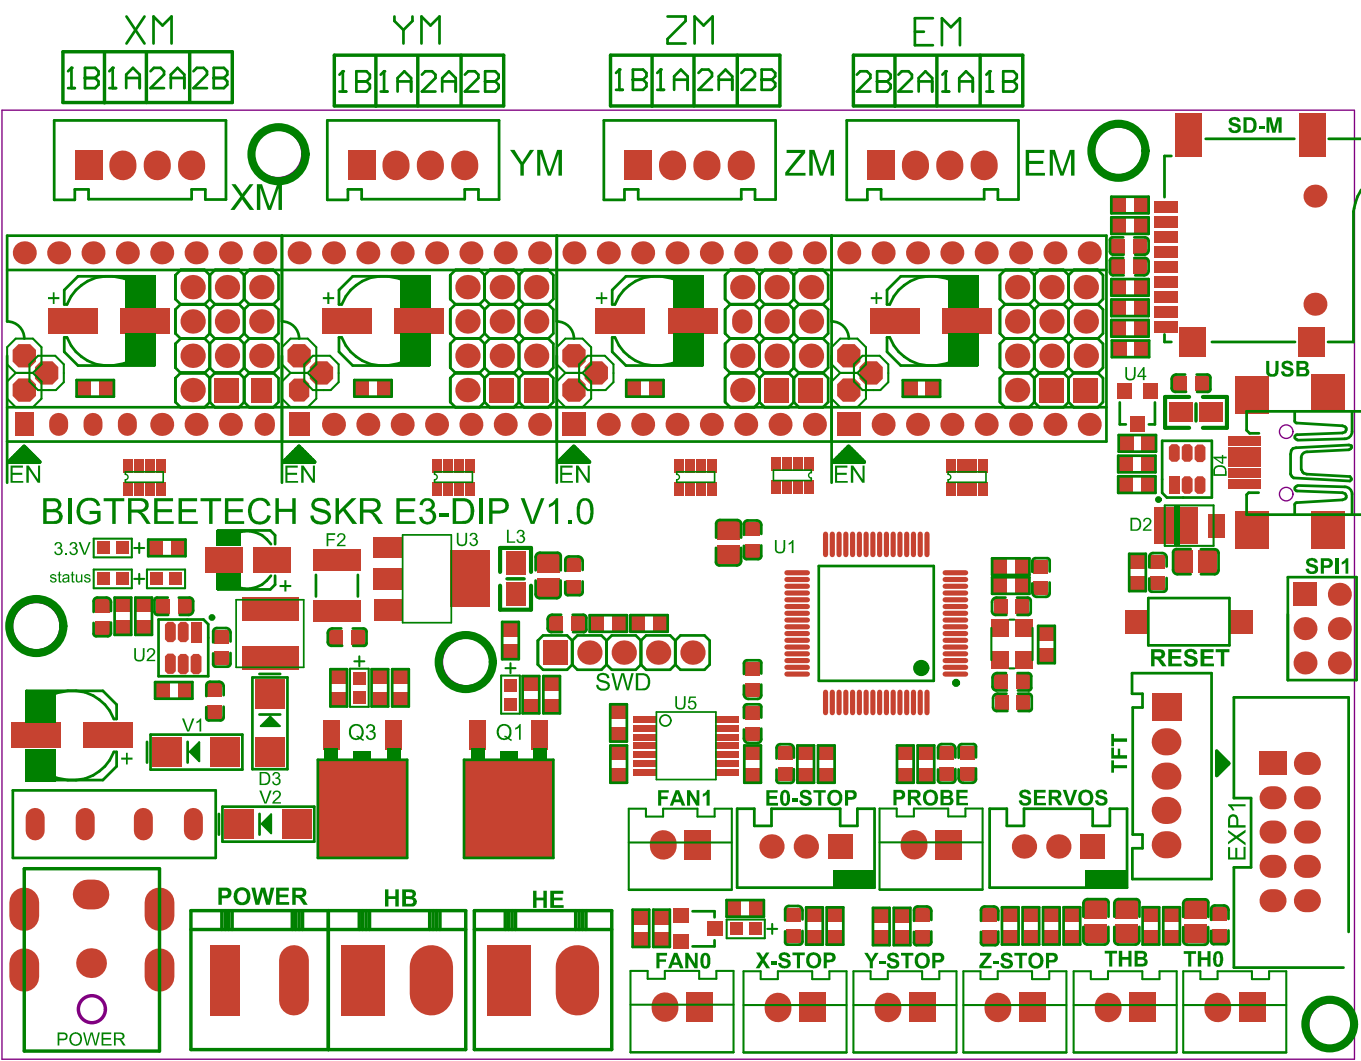 XM YM ZM EM
1B 1A 2A 2B 1B 1A 2A 2B 1B 1A 2A 2B 2B 2A 1A 1B
SD-M
XM YM ZM EM
+ + + +
USB
U4
EN EN EN EN
D4
BIGTREETECH SKR E3-DIP V1.0
3.3V + F2 U3 L3 U1 D2
status + +
SPI1
U2 + + SWD RESET
V1 + Q3 Q1 U5
TFT
D3
V2 FAN1 E0-STOP PROBE SERVOS
EXP1
POWER HB HE
+
FAN0 X-STOP Y-STOP Z-STOP THB TH0
POWER